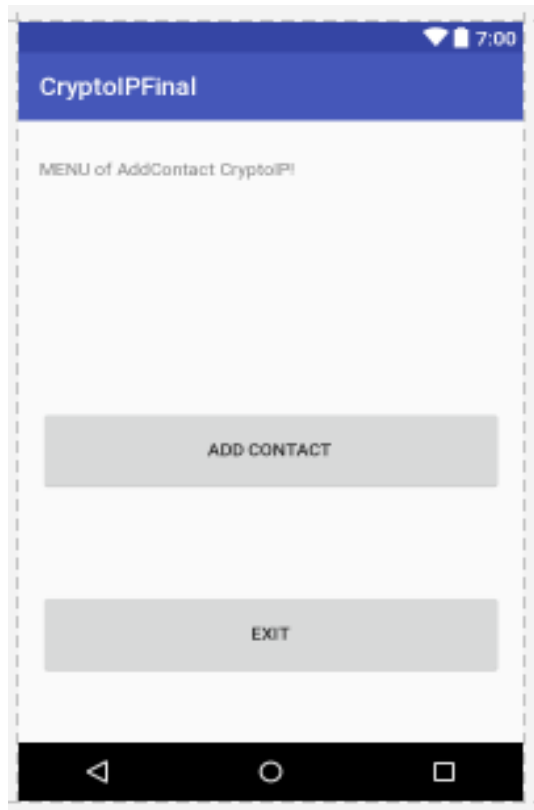 7:00
CryptoIPFinal
MENU of AddContact CryptoIP!
ADD CONTACT
EXIT